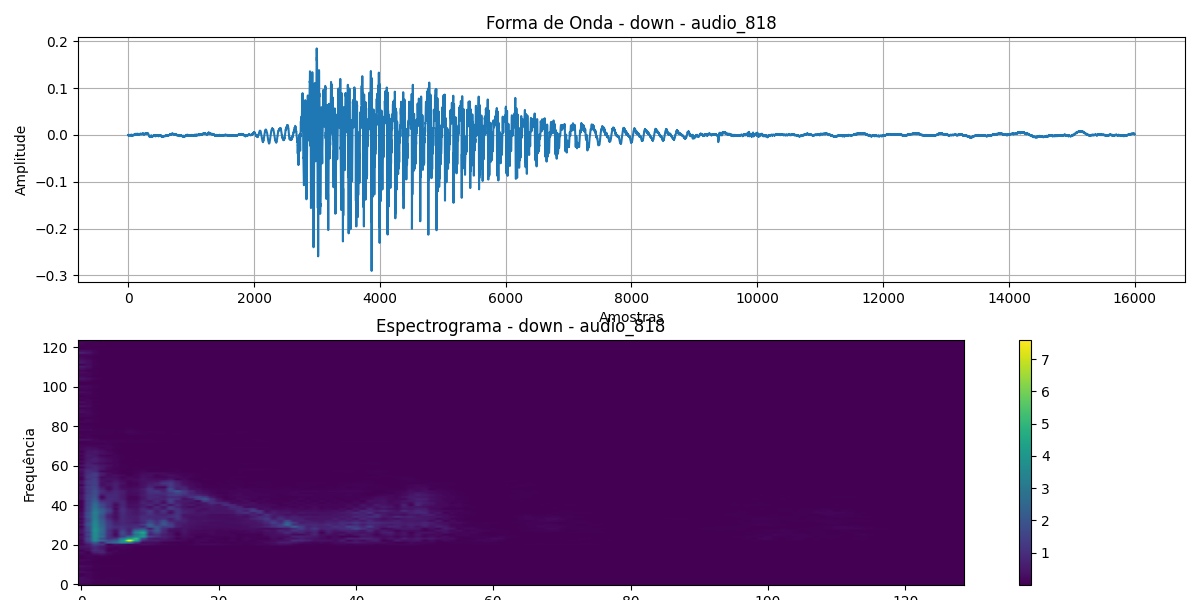 Forma de Onda - down - audio_818
0.2
0.1
0.0
−0.1
−0.2
−0.3
Amplitude
0 2000 4000 6000 8000 10000 12000 14000 16000
Amostras
Espectrograma - down - audio_818
120
100
80
60
40
20
0
Frequência
7
6
5
4
3
2
1
0 20 40 60 80 100 120